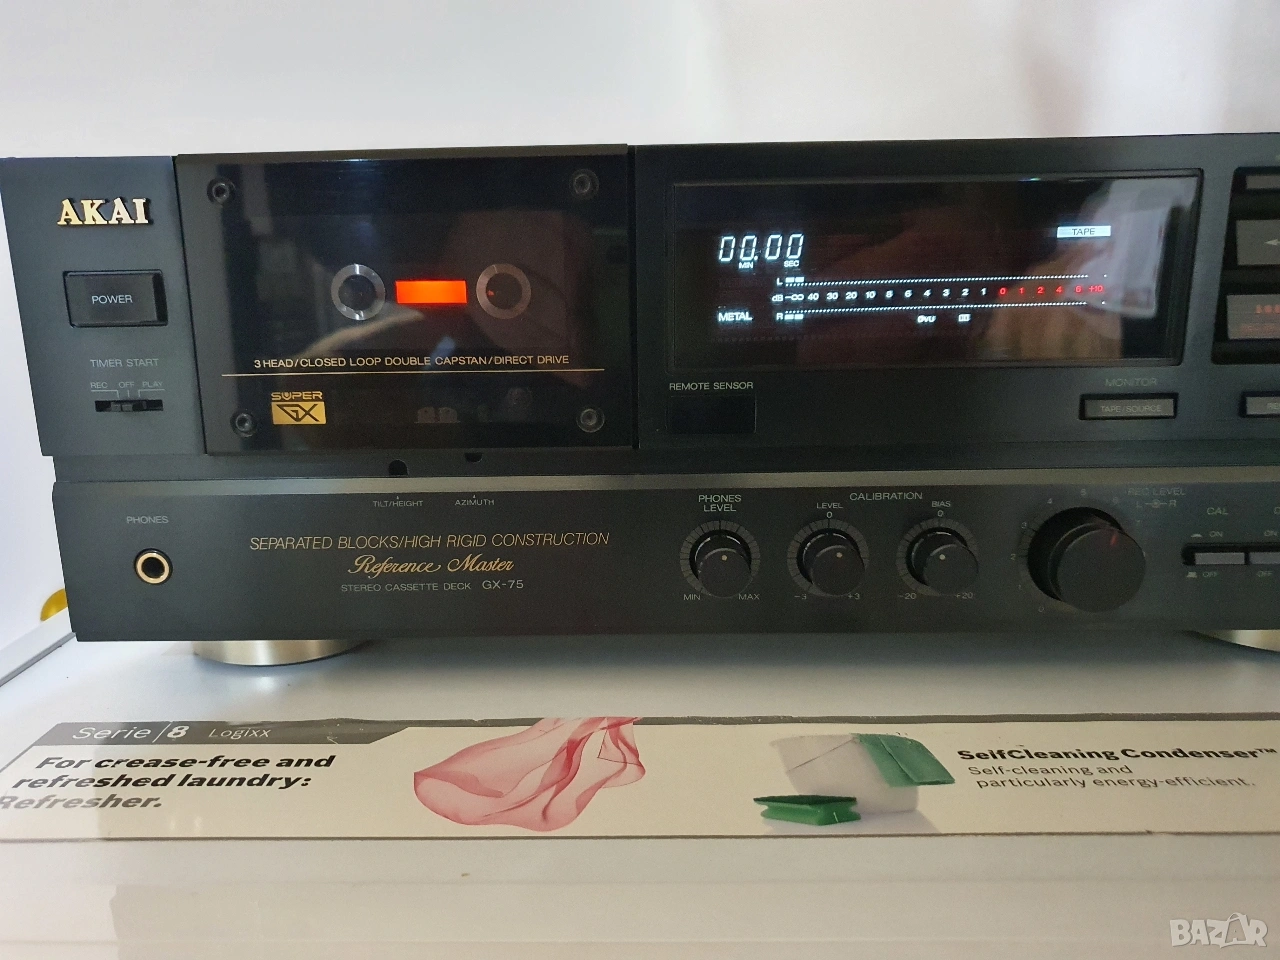 AKAI
POWER
TIMER START
REC OFF PLAY
3 HEAD/CLOSED LOOP DOUBLE CAPSTAN/DIRECT DRIVE
SUPER
GX
00.00
MIN SEC
TAPE
L
dB -∞ 40 30 20 10 8 6 4 3 2 1 0 1 2 4 6 +10
METAL
R
REMOTE SENSOR
MONITOR
TAPE/SOURCE
TILT/HEIGHT
AZIMUTH
PHONES
SEPARATED BLOCKS/HIGH RIGID CONSTRUCTION
Reference Master
STEREO CASSETTE DECK GX-75
PHONES
LEVEL
MIN MAX
CALIBRATION
LEVEL
0
-3 +3
BIAS
0
-20 +20
REC LEVEL
L R
CAL
ON ON
OFF OFF
Serie 8 Logixx
For crease-free and
refreshed laundry:
Refresher.
SelfCleaning Condenser™
Self-cleaning and
particularly energy-efficient.
BAZAR